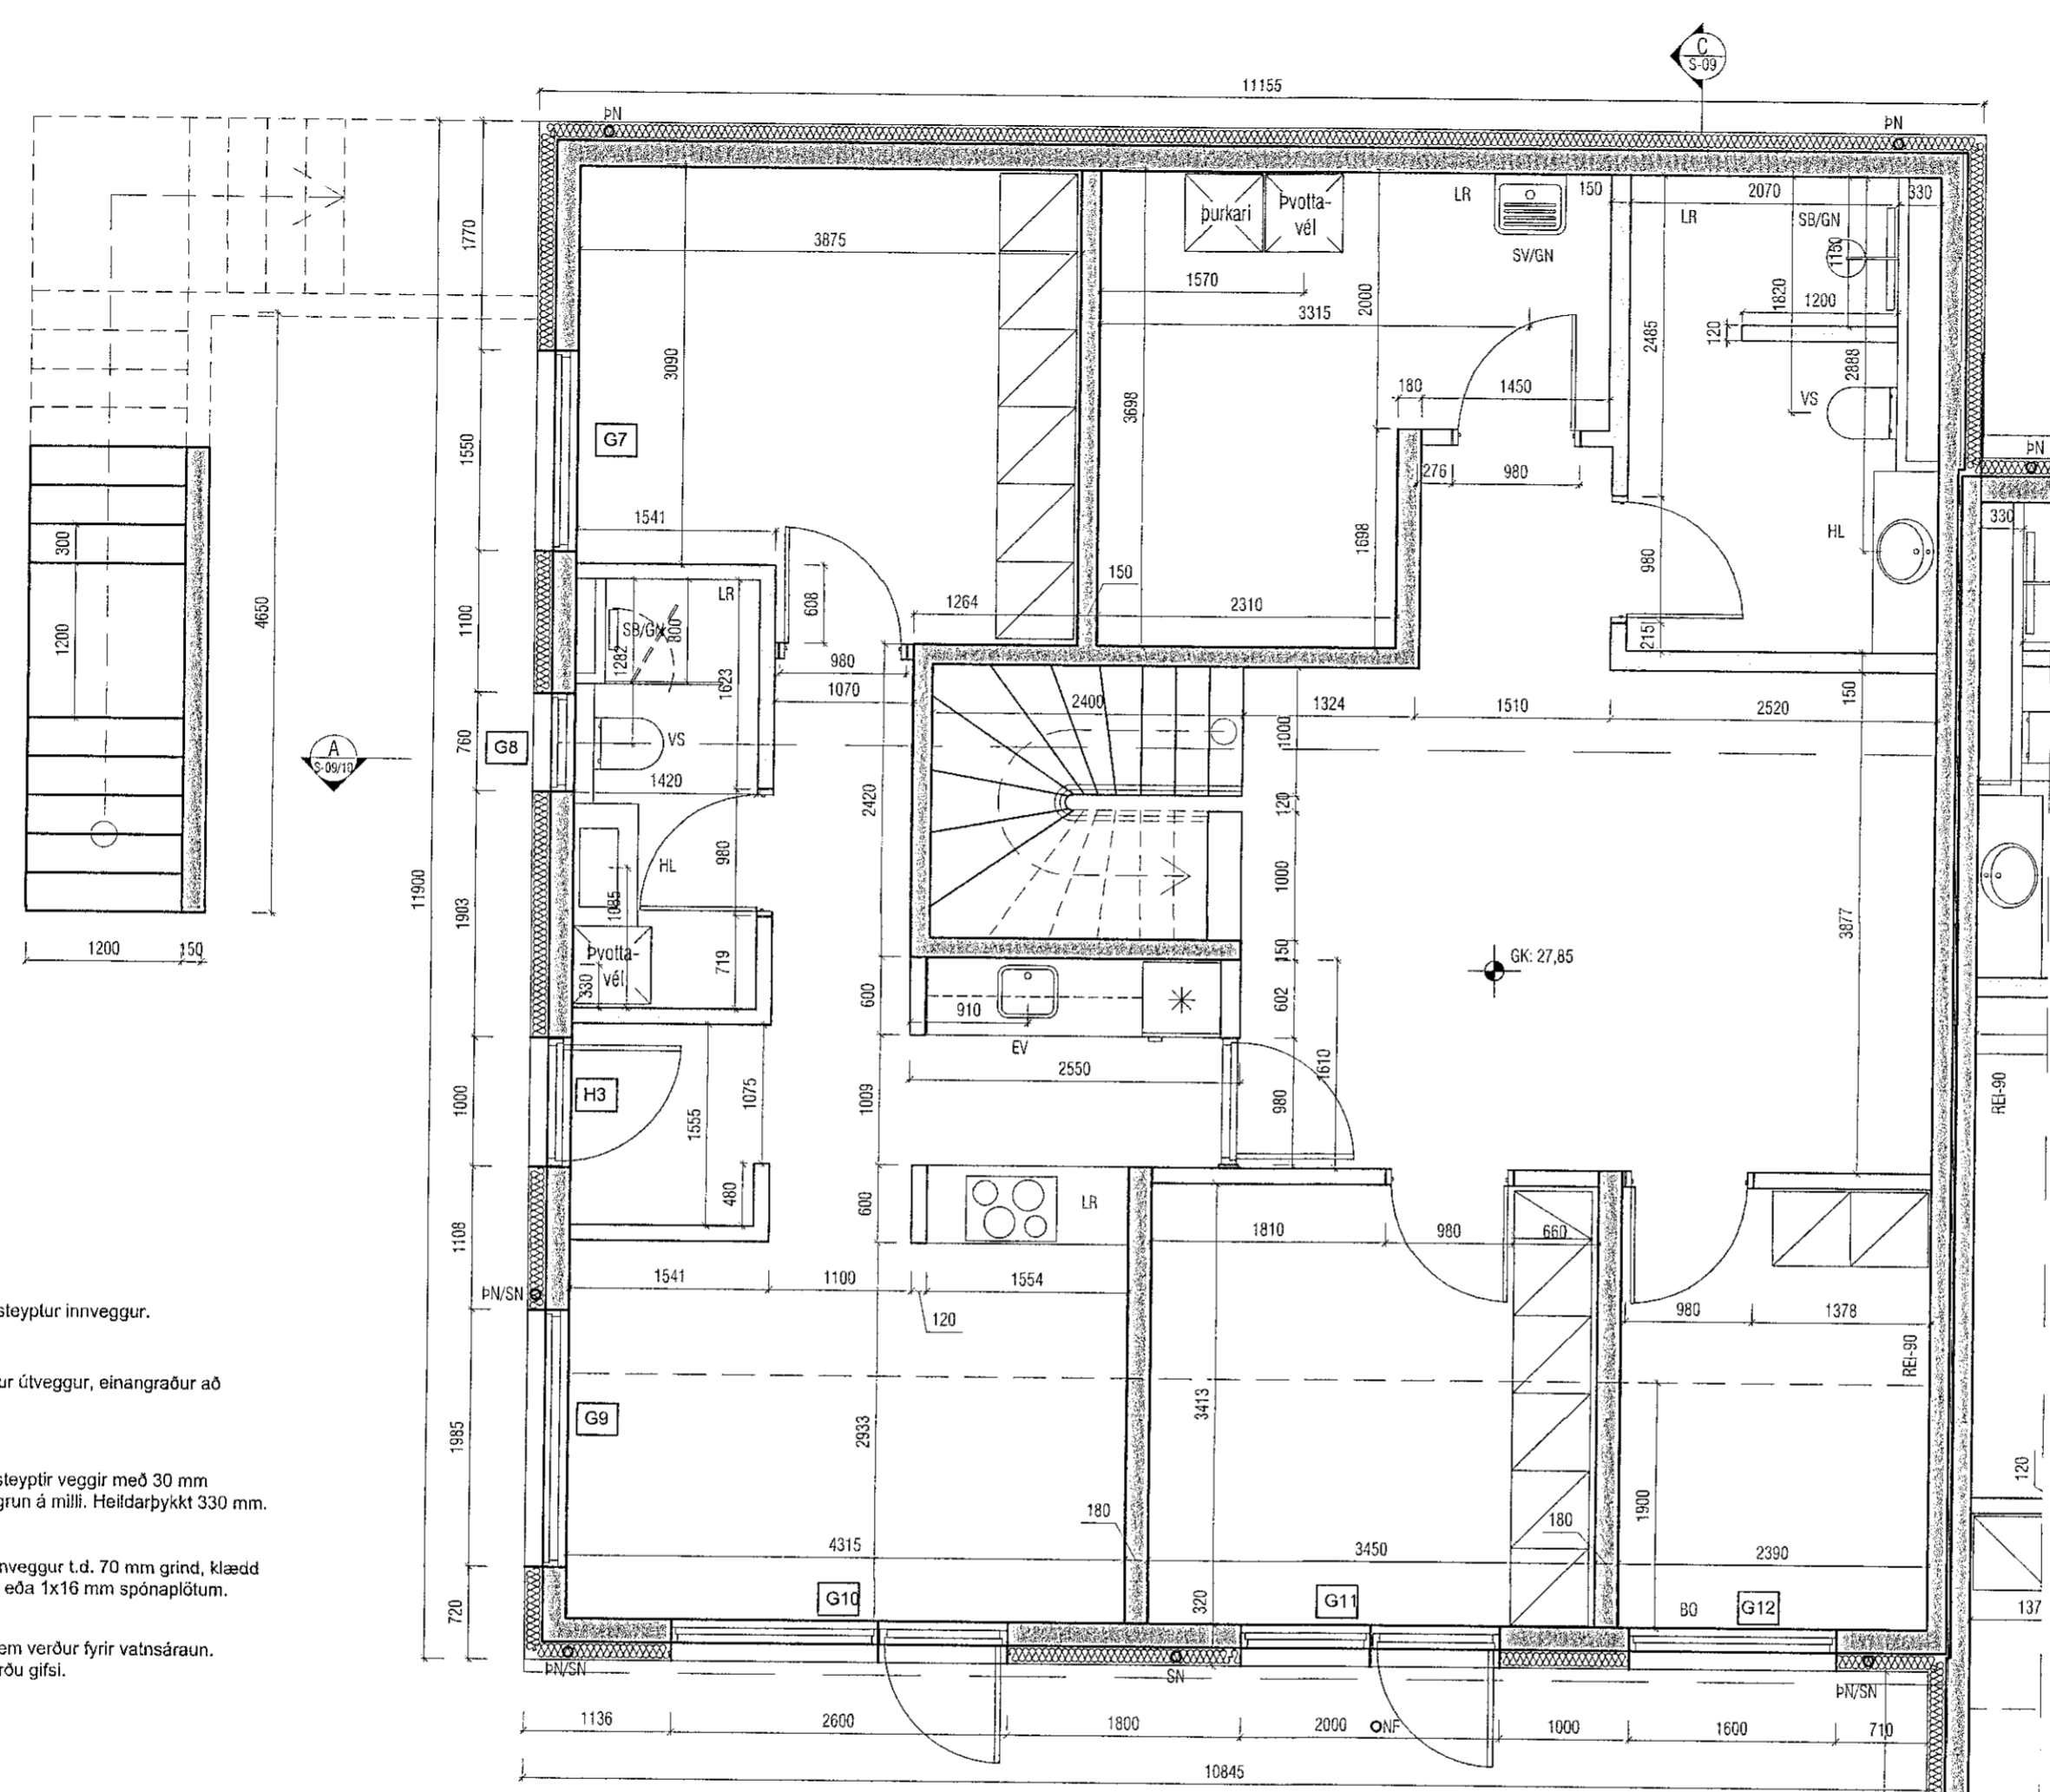 C
S-09
11155
ÞN
ÞN
ÞN
1770
3875
þurkari
Þvotta-
vél
LR
150
SV/GN
2070
330
LR
SB/GN
1150
1820
1200
120
2485
2888
1570
3315
2000
3090
3698
180
1450
VS
G7
1550
276
980
HL
330
1541
1698
980
300
1200
4650
1100
608
LR
SB/GN
800
1282
1623
150
1264
2310
215
980
1070
2400
1324
1510
2520
150
1000
A
S-09/10
760
G8
VS
1420
2420
120
11900
1903
980
HL
1085
1000
3877
1200
150
Þvotta-
vél
330
719
150
GK: 27,85
600
910
602
EV
2550
1610
1000
H3
1555
1075
1009
980
REI-90
480
600
LR
1108
1810
980
660
ÞN/SN
1541
1100
1554
120
980
1378
REI-90
steyptur innveggur.
ur útveggur, einangraður að
steyptir veggir með 30 mm
grun á milli. Heildarþykkt 330 mm.
nveggur t.d. 70 mm grind, klædd
eða 1x16 mm spónaplötum.
em verður fyrir vatnsáraun.
rðu gifsi.
G9
1985
2933
3413
1900
120
180
180
4315
3450
2390
720
G10
320
G11
BO
G12
137
ÞN/SN
SN
ÞN/SN
1136
2600
1800
2000
NF
1000
1600
710
10845